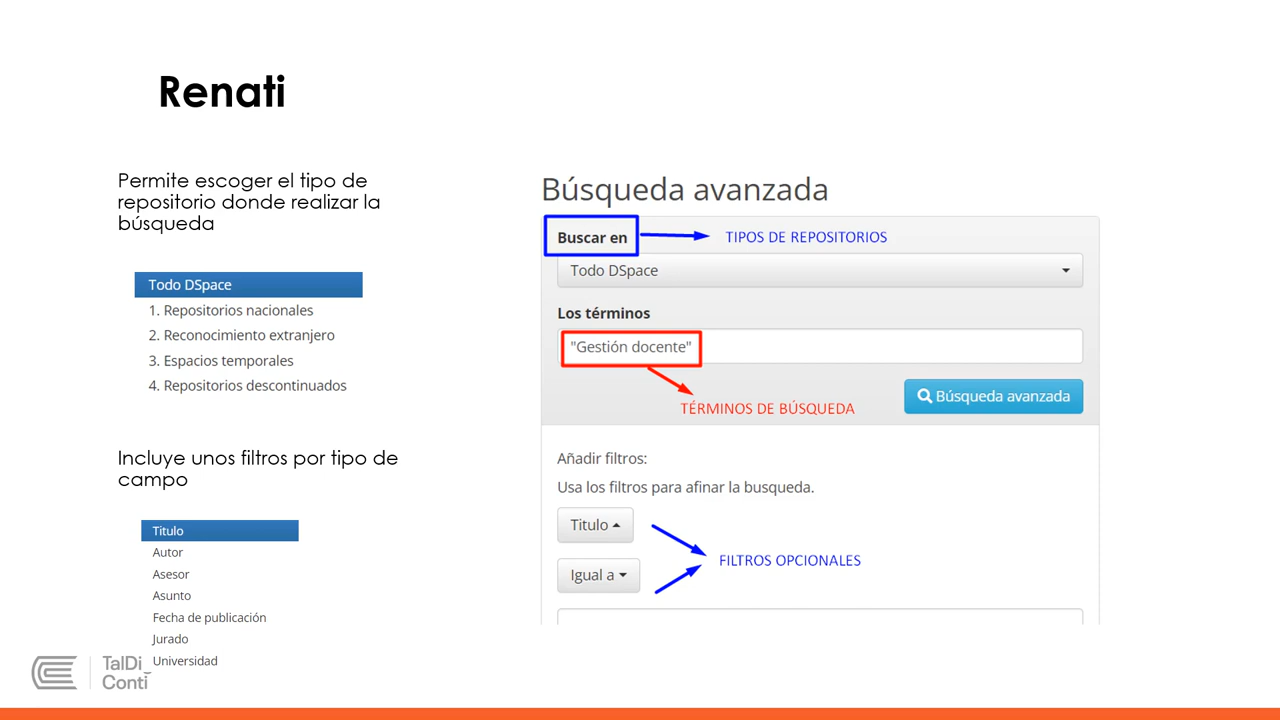 Renati
Permite escoger el tipo de
repositorio donde realizar la
búsqueda
Todo DSpace
1. Repositorios nacionales
2. Reconocimiento extranjero
3. Espacios temporales
4. Repositorios descontinuados
Incluye unos filtros por tipo de
campo
Titulo
Autor
Asesor
Asunto
Fecha de publicación
Jurado
Universidad
Búsqueda avanzada
Buscar en
TIPOS DE REPOSITORIOS
Todo DSpace
Los términos
"Gestión docente"
TÉRMINOS DE BÚSQUEDA
Búsqueda avanzada
Añadir filtros:
Usa los filtros para afinar la busqueda.
Titulo
Igual a
FILTROS OPCIONALES
Conti